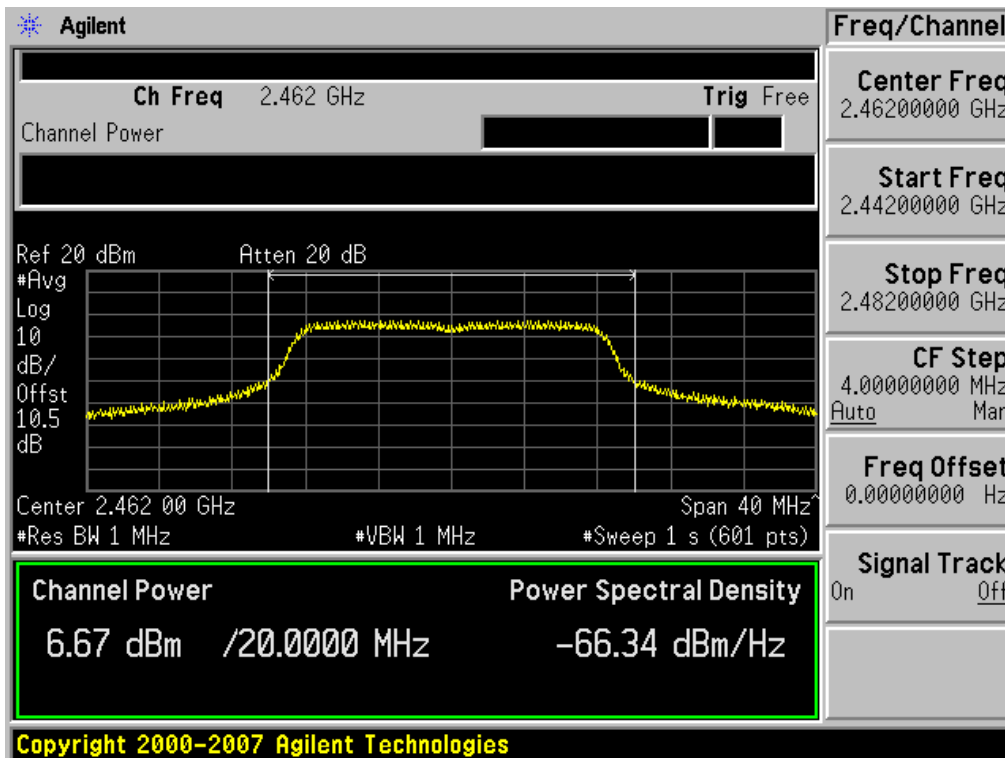 Agilent
Freq/Channel
Ch Freq 2.462 GHz Trig Free
Channel Power
Center Freq
2.46200000 GHz
Start Freq
2.44200000 GHz
Stop Freq
2.48200000 GHz
CF Step
4.00000000 MHz
Auto Man
Freq Offset
0.00000000 Hz
Signal Track
On Off
Ref 20 dBm Atten 20 dB
#Avg
Log
10
dB/
Offst
10.5
dB
Center 2.462 00 GHz Span 40 MHz^
#Res BW 1 MHz #VBW 1 MHz #Sweep 1 s (601 pts)
Channel Power Power Spectral Density
6.67 dBm /20.0000 MHz -66.34 dBm/Hz
Copyright 2000-2007 Agilent Technologies